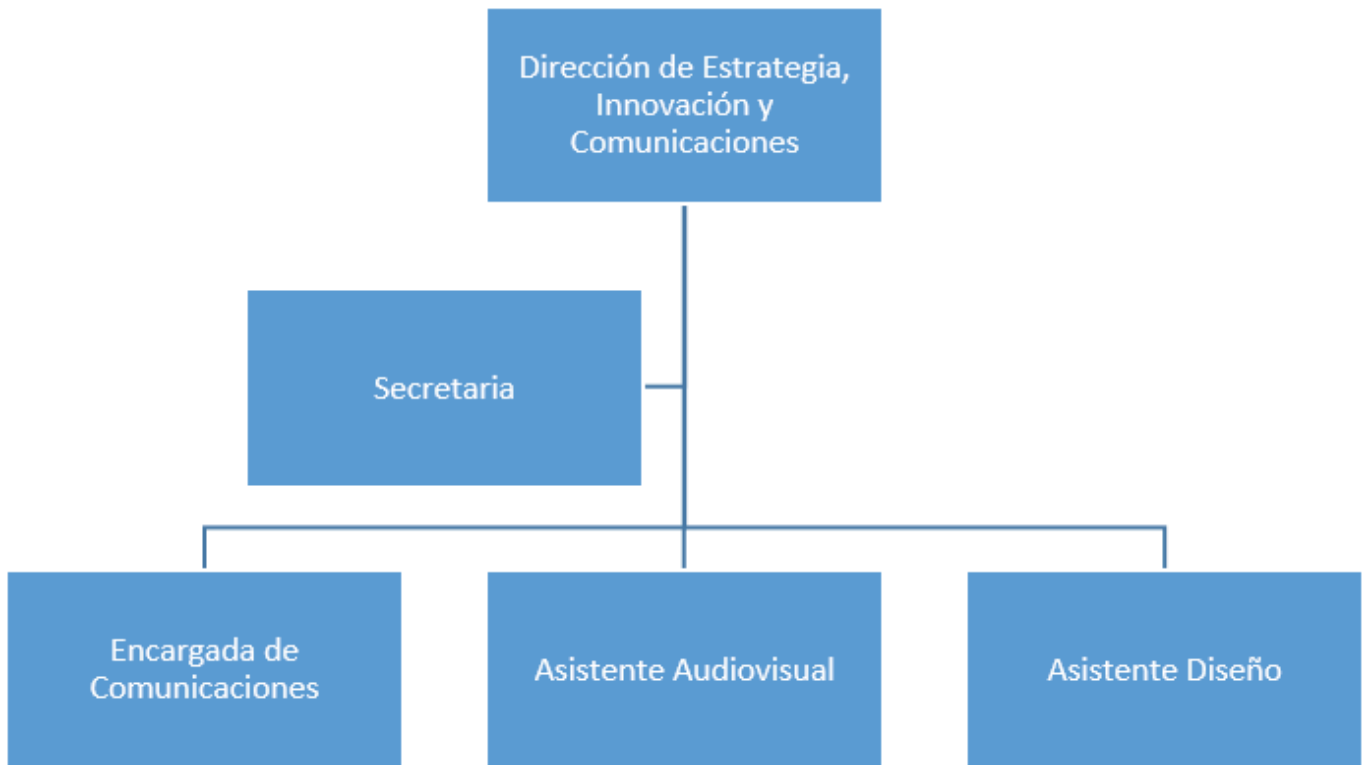 Dirección de Estrategia,
Innovación y
Comunicaciones
Secretaria
Encargada de
Comunicaciones
Asistente Audiovisual
Asistente Diseño